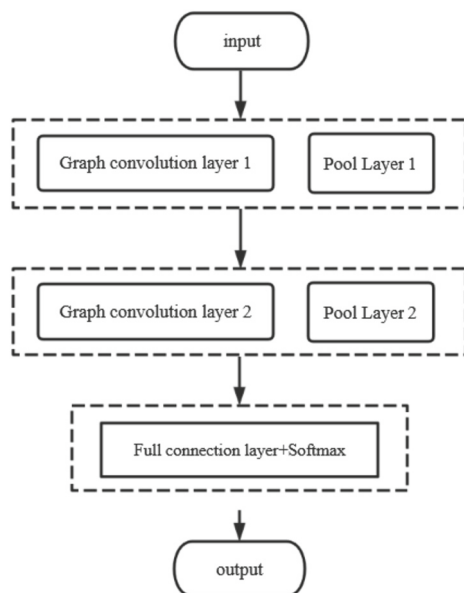 input
Graph convolution layer 1
Pool Layer 1
Graph convolution layer 2
Pool Layer 2
Full connection layer+Softmax
output